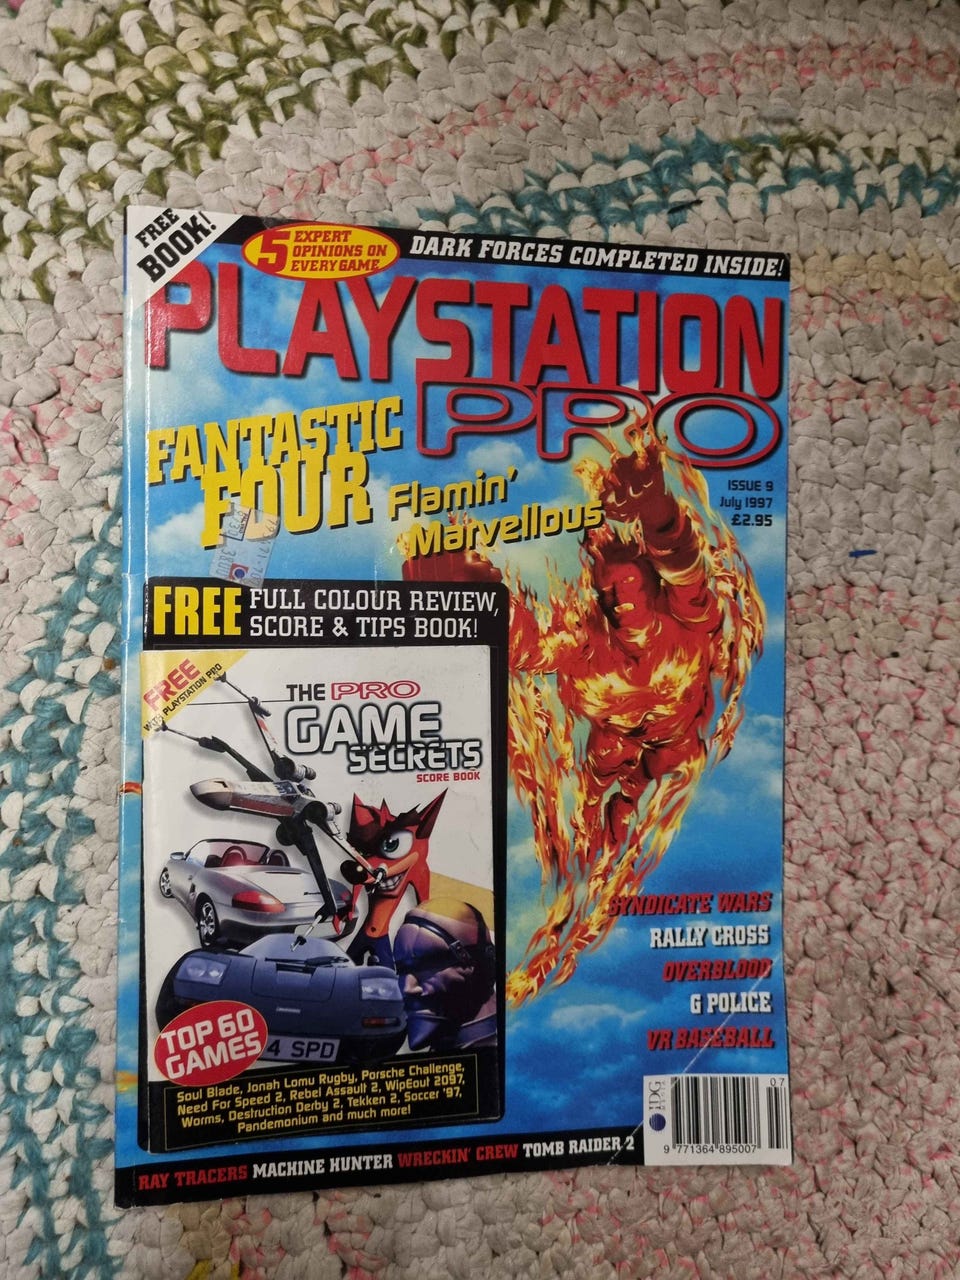 FREE
BOOK!
5 EXPERT
OPINIONS ON
EVERY GAME
DARK FORCES COMPLETED INSIDE!
PLAYSTATION
PRO
FANTASTIC
FOUR
Flamin'
Marvellous
ISSUE 9
July 1997
£2.95
FREE FULL COLOUR REVIEW,
SCORE & TIPS BOOK!
FREE
WITH PLAYSTATION PRO
THE PRO
GAME
SECRETS
SCORE BOOK
4 SPD
TOP 60
GAMES
Soul Blade, Jonah Lomu Rugby, Porsche Challenge,
Need For Speed 2, Rebel Assault 2, WipEout 2097,
Worms, Destruction Derby 2, Tekken 2, Soccer '97,
Pandemonium and much more!
SYNDICATE WARS
RALLY CROSS
OVERBLOOD
G POLICE
VR BASEBALL
IDG
MEDIA
07
9 771364 895007
RAY TRACERS MACHINE HUNTER WRECKIN' CREW TOMB RAIDER 2